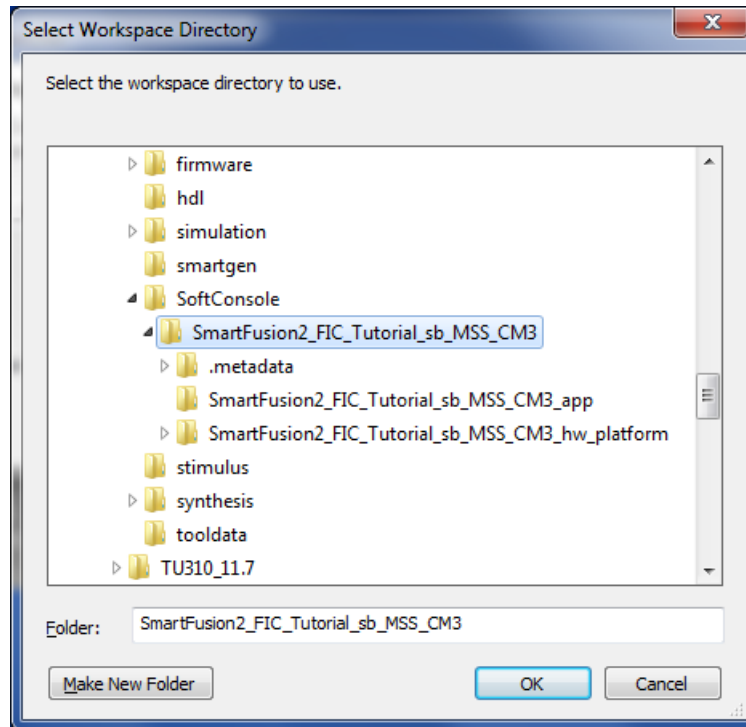 Select Workspace Directory
Select the workspace directory to use.
firmware
hdl
simulation
smartgen
SoftConsole
SmartFusion2_FIC_Tutorial_sb_MSS_CM3
.metadata
SmartFusion2_FIC_Tutorial_sb_MSS_CM3_app
SmartFusion2_FIC_Tutorial_sb_MSS_CM3_hw_platform
stimulus
synthesis
tooldata
TU310_11.7
Folder: SmartFusion2_FIC_Tutorial_sb_MSS_CM3
Make New Folder OK Cancel